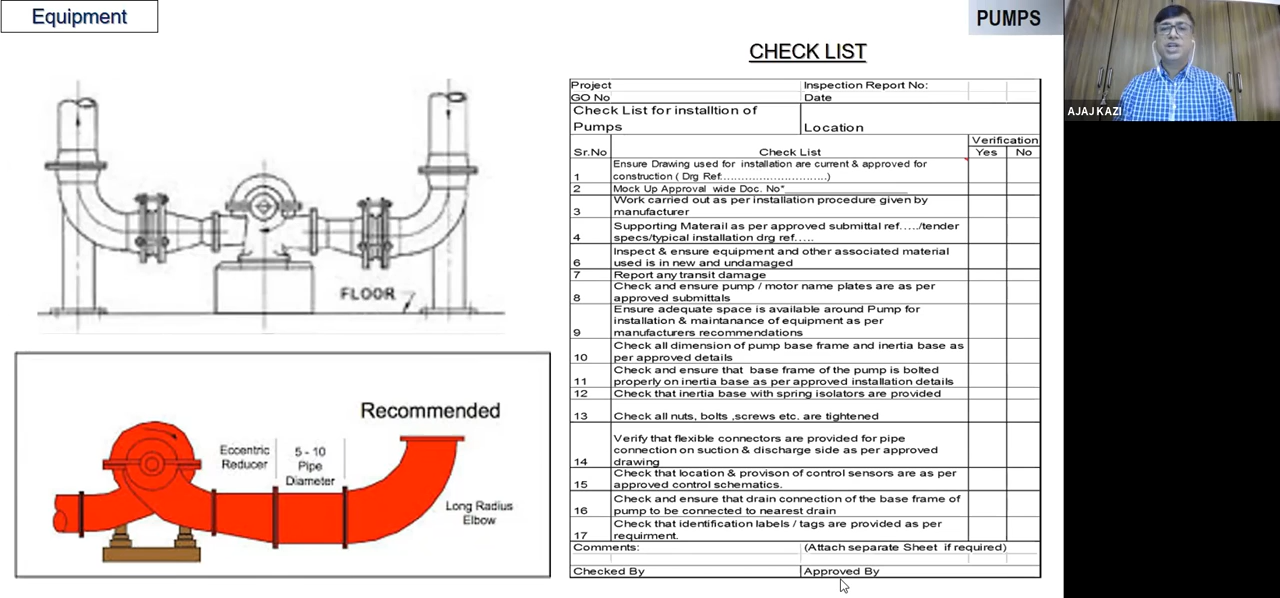 Equipment
PUMPS
AJAJ KAZI
FLOOR
Recommended
Eccentric
Reducer
5 - 10
Pipe
Diameter
Long Radius
Elbow
CHECK LIST
Project Inspection Report No:
GO No Date
Check List for installtion of
Pumps Location
Verification
Sr.No Check List Yes No
Ensure Drawing used for installation are current & approved for
1 construction ( Drg Ref............................)
2 Mock Up Approval wide Doc. No"____________________
Work carried out as per installation procedure given by
3 manufacturer
Supporting Materail as per approved submittal ref…../tender
4 specs/typical installation drg ref…..
Inspect & ensure equipment and other associated material
6 used is in new and undamaged
7 Report any transit damage
Check and ensure pump / motor name plates are as per
8 approved submittals
Ensure adequate space is available around Pump for
installation & maintanance of equipment as per
9 manufacturers recommendations
Check all dimension of pump base frame and inertia base as
10 per approved details
Check and ensure that base frame of the pump is bolted
11 properly on inertia base as per approved installation details
12 Check that inertia base with spring isolators are provided
13 Check all nuts, bolts ,screws etc. are tightened
Verify that flexible connectors are provided for pipe
connection on suction & discharge side as per approved
14 drawing
Check that location & provison of control sensors are as per
15 approved control schematics.
Check and ensure that drain connection of the base frame of
16 pump to be connected to nearest drain
Check that identification labels / tags are provided as per
17 requirment.
Comments: (Attach separate Sheet if required)
Checked By Approved By